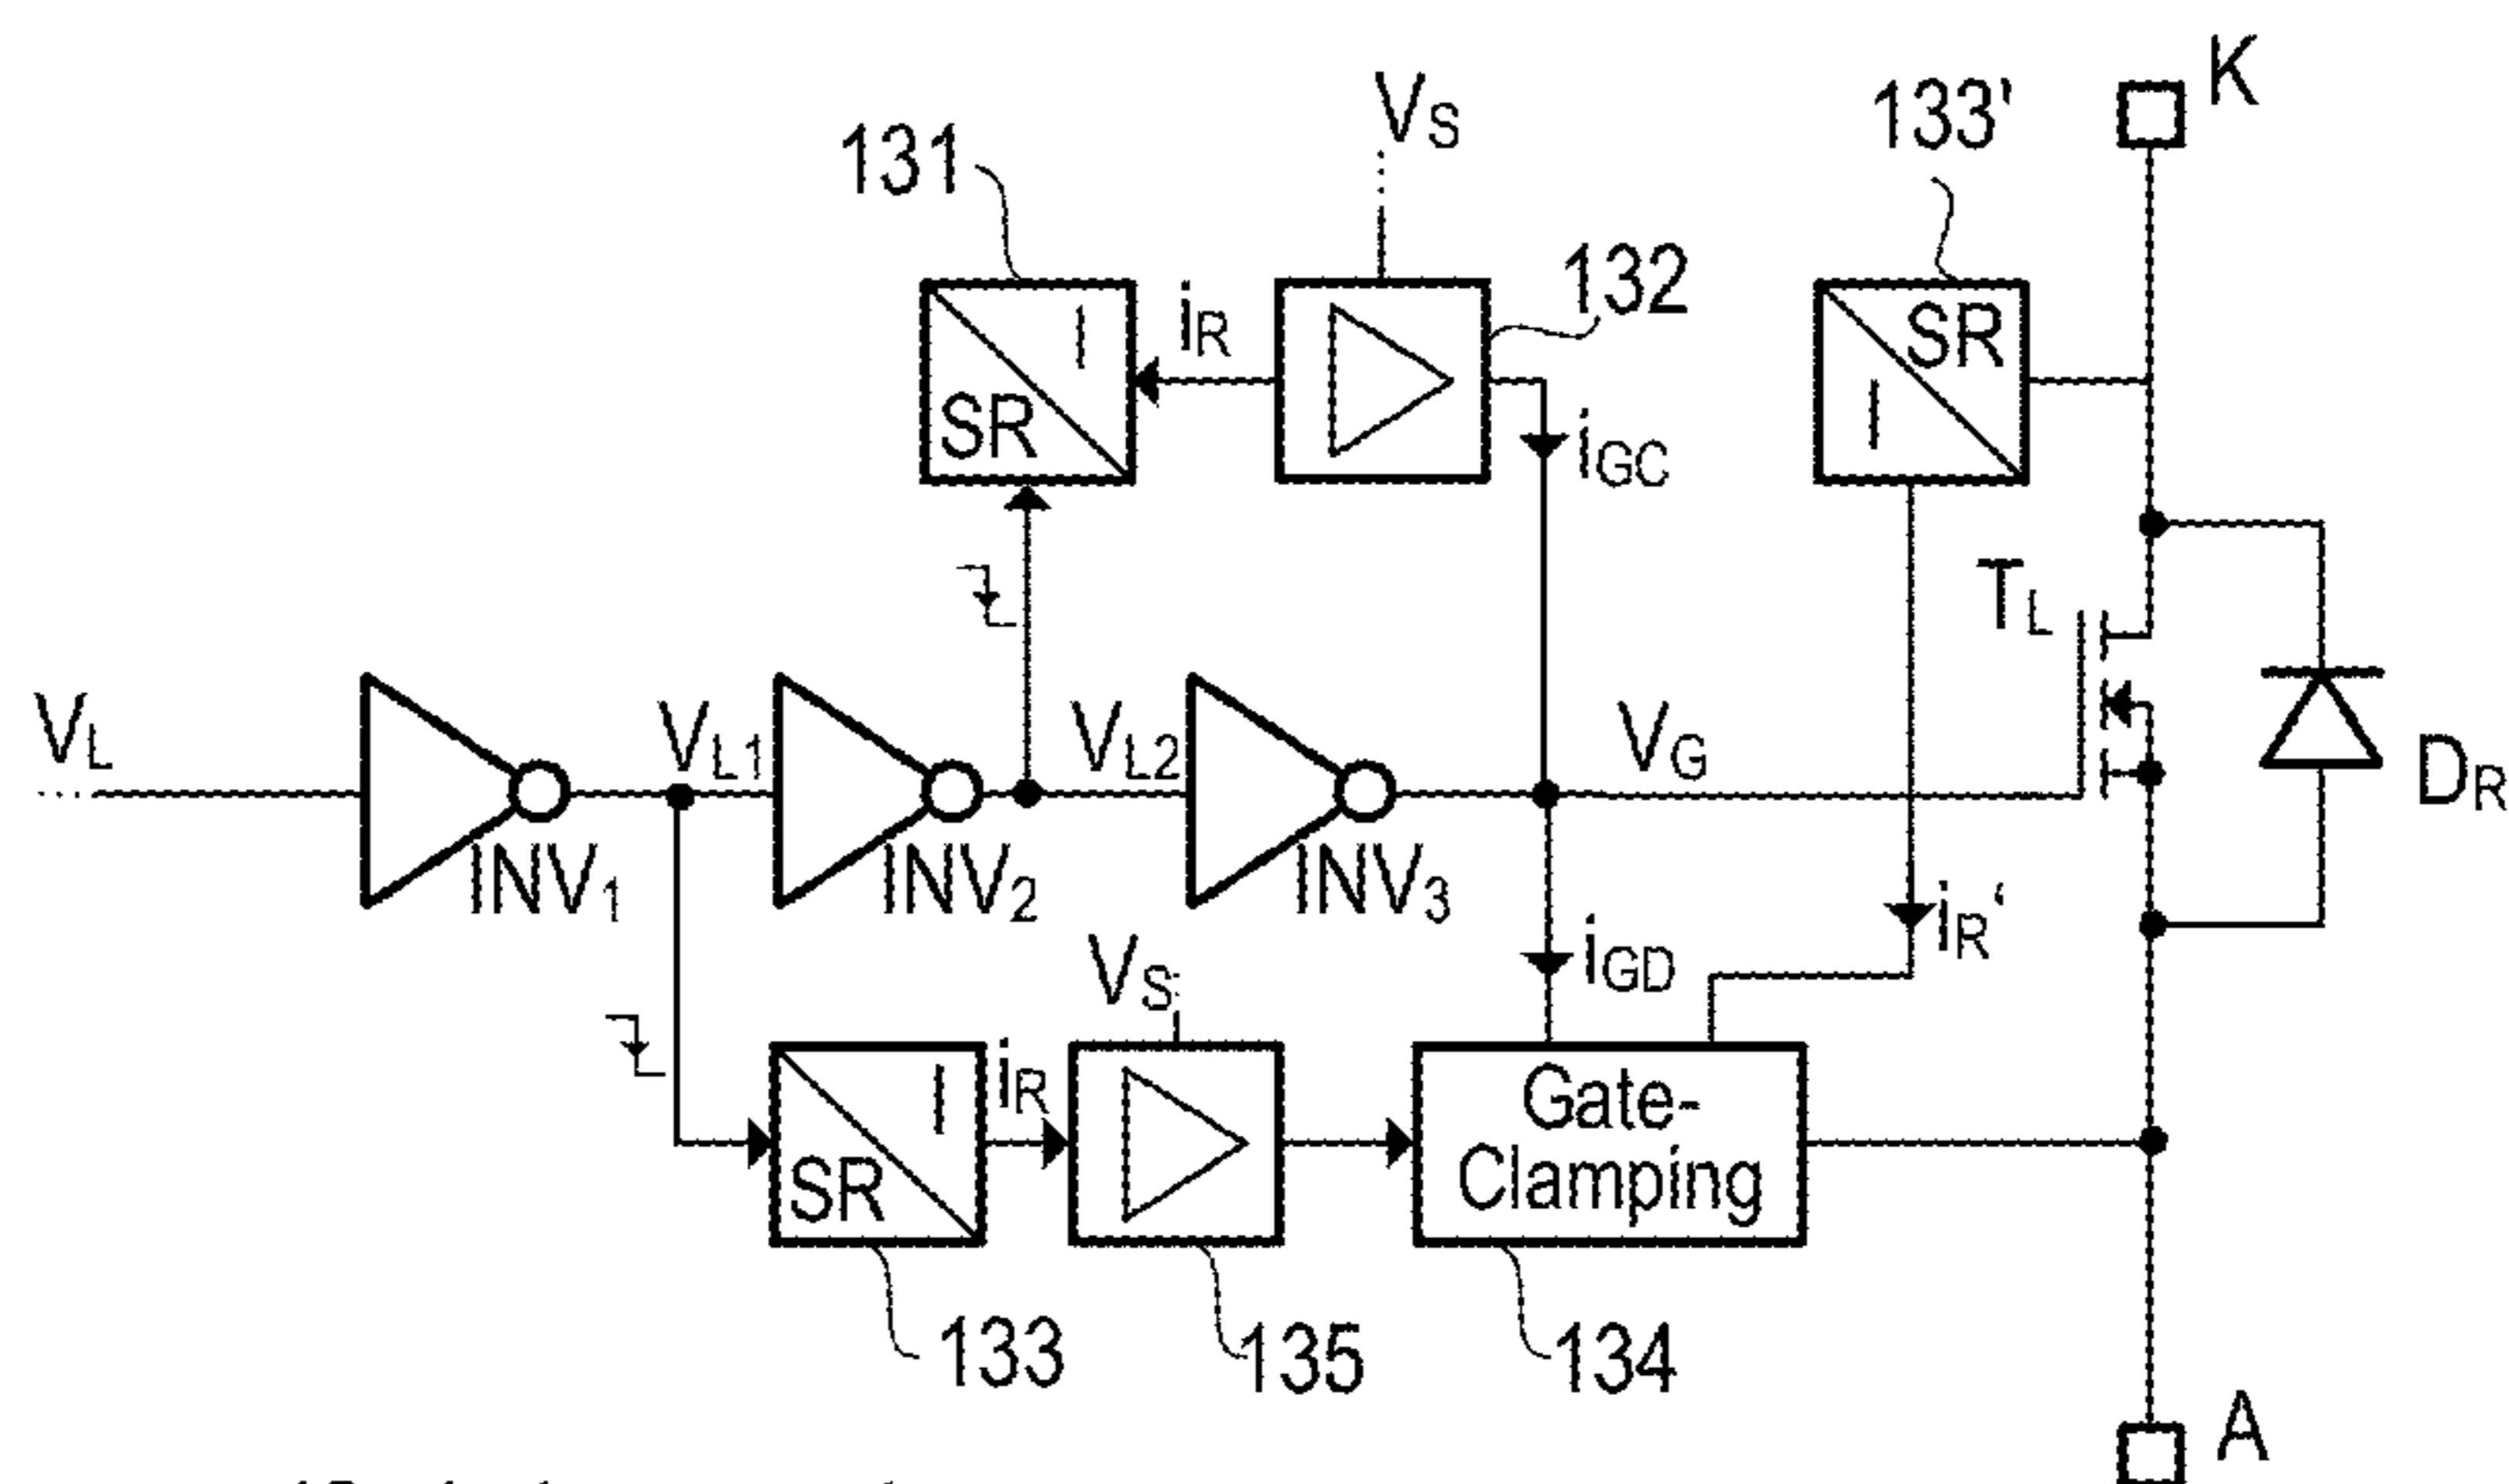 K
VS
133'
131
132
iR
I
SR
SR
I
iGC
TL
VL
VL1
VL2
VG
DR
INV1
INV2
INV3
iGD
iR‘
VS
I
SR
iR
Gate-
Clamping
133
135
134
A